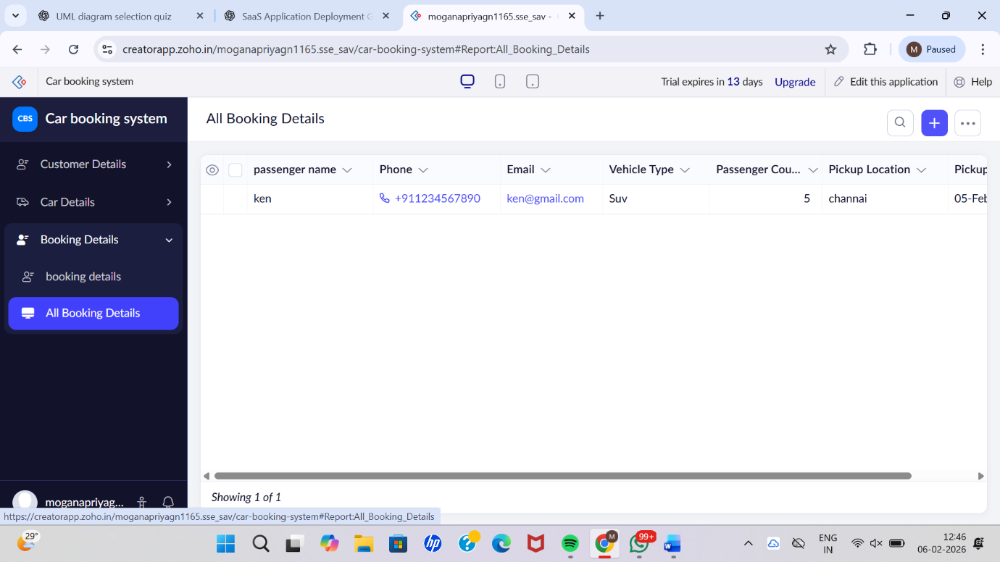 UML diagram selection quiz
SaaS Application Deployment G
moganapriyagn1165.sse_sav -
creatorapp.zoho.in/moganapriyagn1165.sse_sav/car-booking-system#Report:All_Booking_Details
M Paused
Car booking system
Trial expires in 13 days Upgrade Edit this application Help
CBS Car booking system
All Booking Details
Customer Details
Car Details
Booking Details
booking details
All Booking Details
passenger name Phone Email Vehicle Type Passenger Cou... Pickup Location Pickup
ken +911234567890 ken@gmail.com Suv 5 channai 05-Feb
Showing 1 of 1
moganapriyag...
https://creatorapp.zoho.in/moganapriyagn1165.sse_sav/car-booking-system#Report:All_Booking_Details
29°
hp
M
99+
W
ENG
IN
12:46
06-02-2026